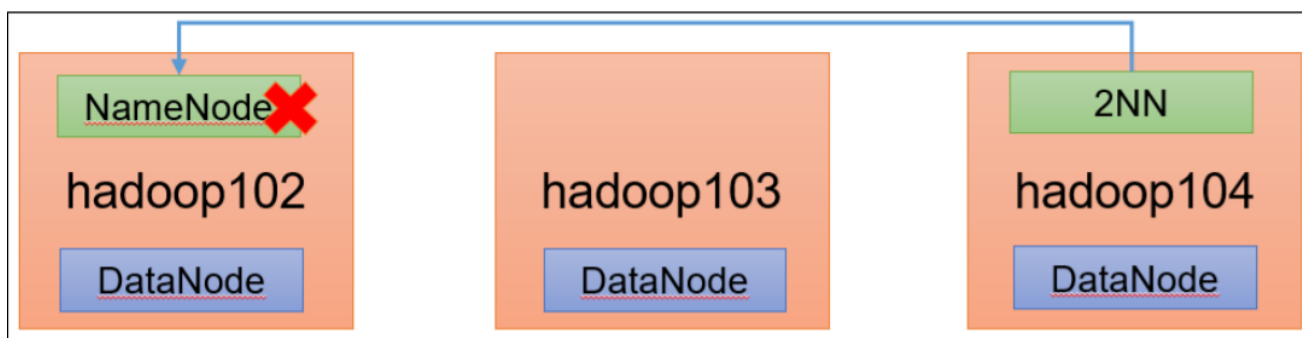 NameNode
2NN
hadoop102
hadoop103
hadoop104
DataNode
DataNode
DataNode